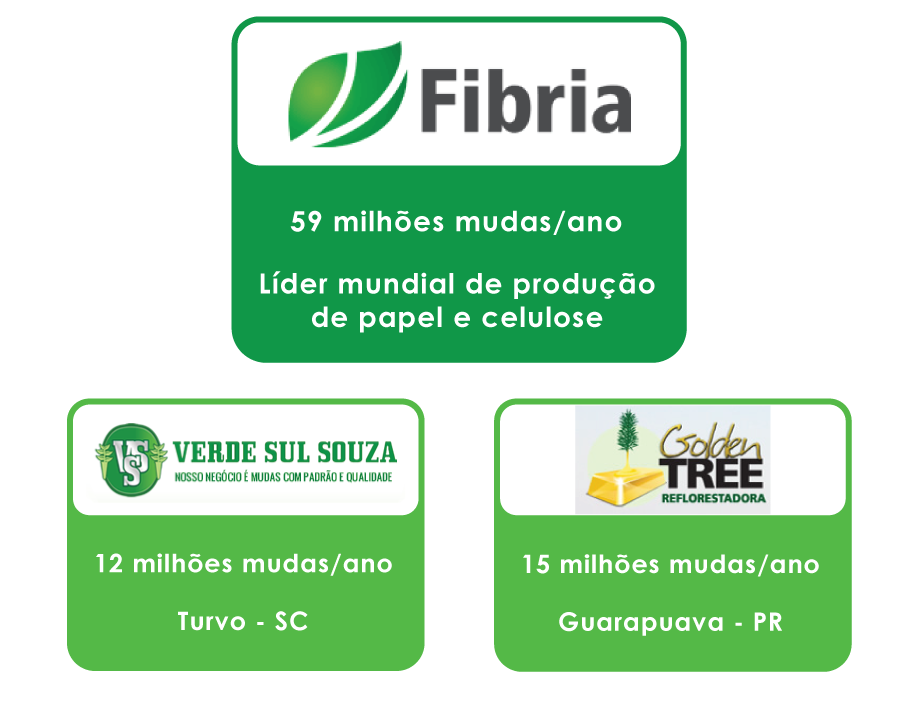 Fibria
59 milhões mudas/ano
Líder mundial de produção
de papel e celulose
VSSS
VERDE SUL SOUZA
NOSSO NEGÓCIO É MUDAS COM PADRÃO E QUALIDADE
12 milhões mudas/ano
Turvo - SC
Golden
TREE
REFLORESTADORA
15 milhões mudas/ano
Guarapuava - PR